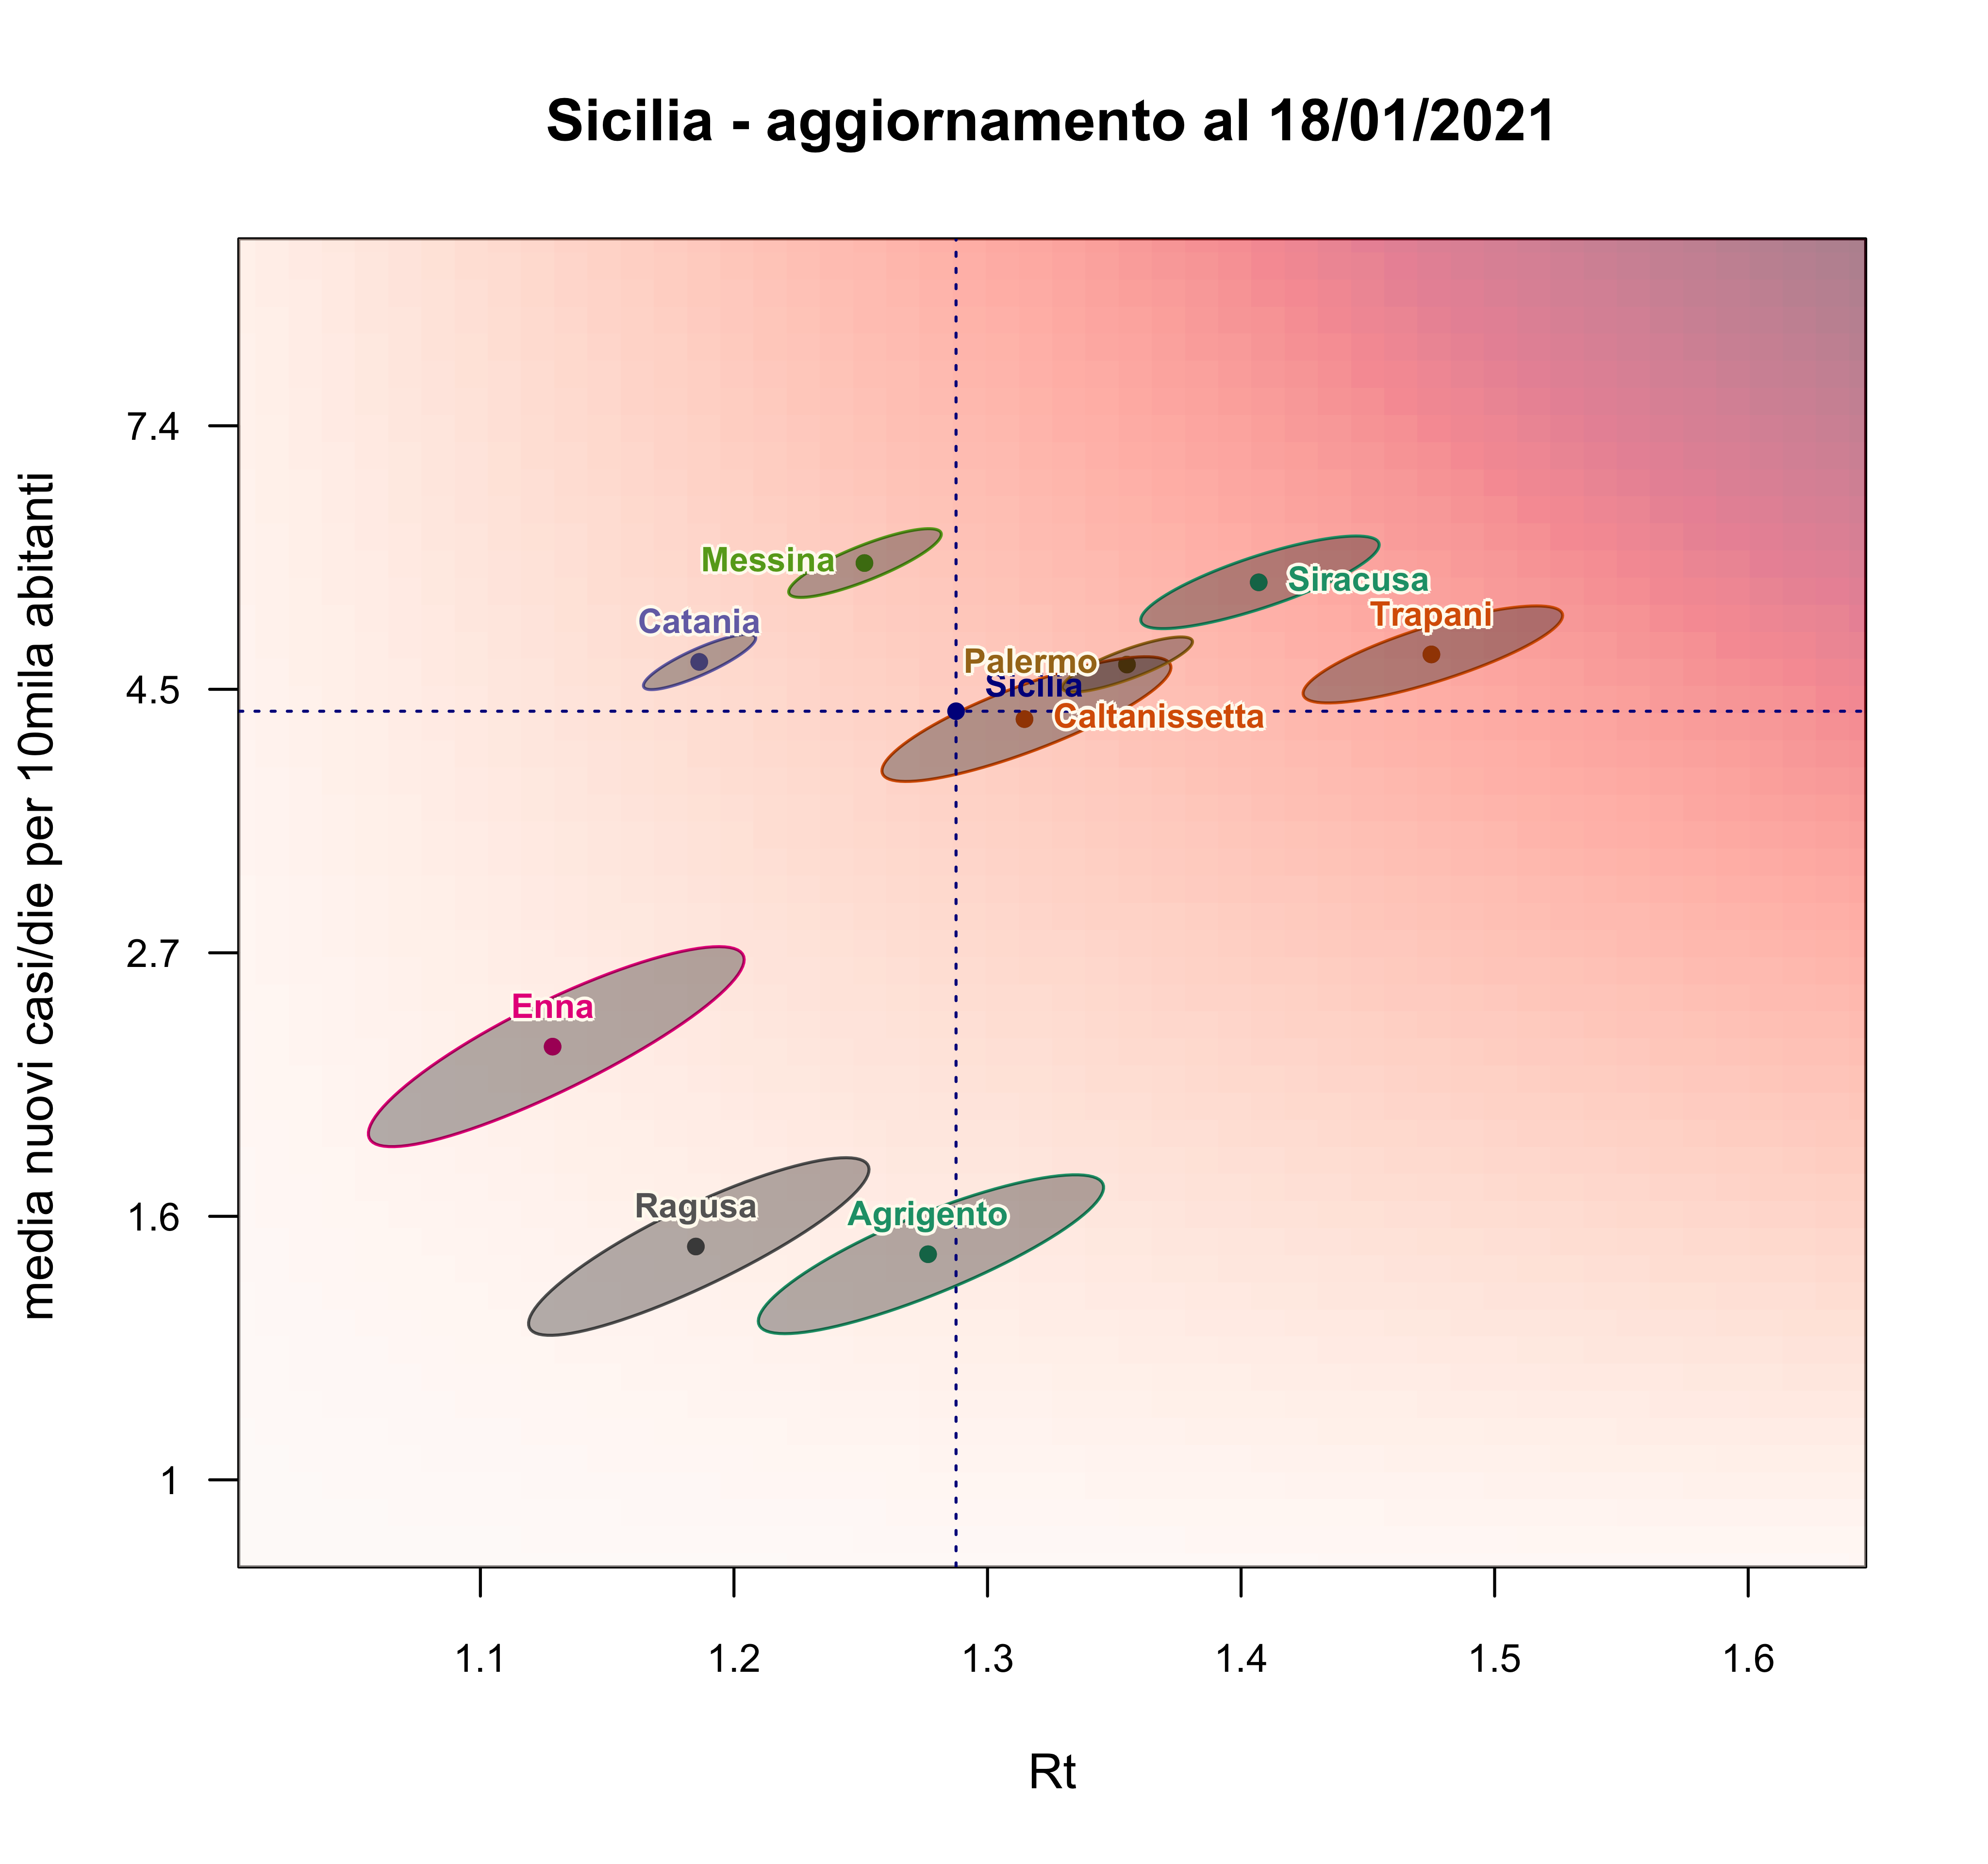 Sicilia - aggiornamento al 18/01/2021
media nuovi casi/die per 10mila abitanti
7.4
4.5
2.7
1.6
1
Messina
Siracusa
Trapani
Catania
Palermo
Sicilia
Caltanissetta
Enna
Ragusa
Agrigento
1.1 1.2 1.3 1.4 1.5 1.6
Rt